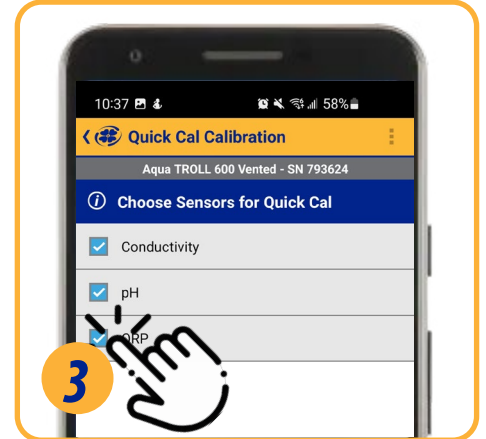 10:37 58%
Quick Cal Calibration
Aqua TROLL 600 Vented - SN 793624
i Choose Sensors for Quick Cal
Conductivity
pH
ORP
3